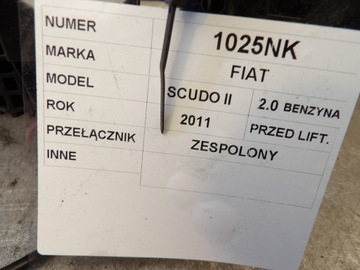 NUMER 1025NK
MARKA FIAT
MODEL SCUDO II 2.0 BENZYNA
ROK 2011 PRZED LIFT.
PRZEŁĄCZNIK ZESPOLONY
INNE